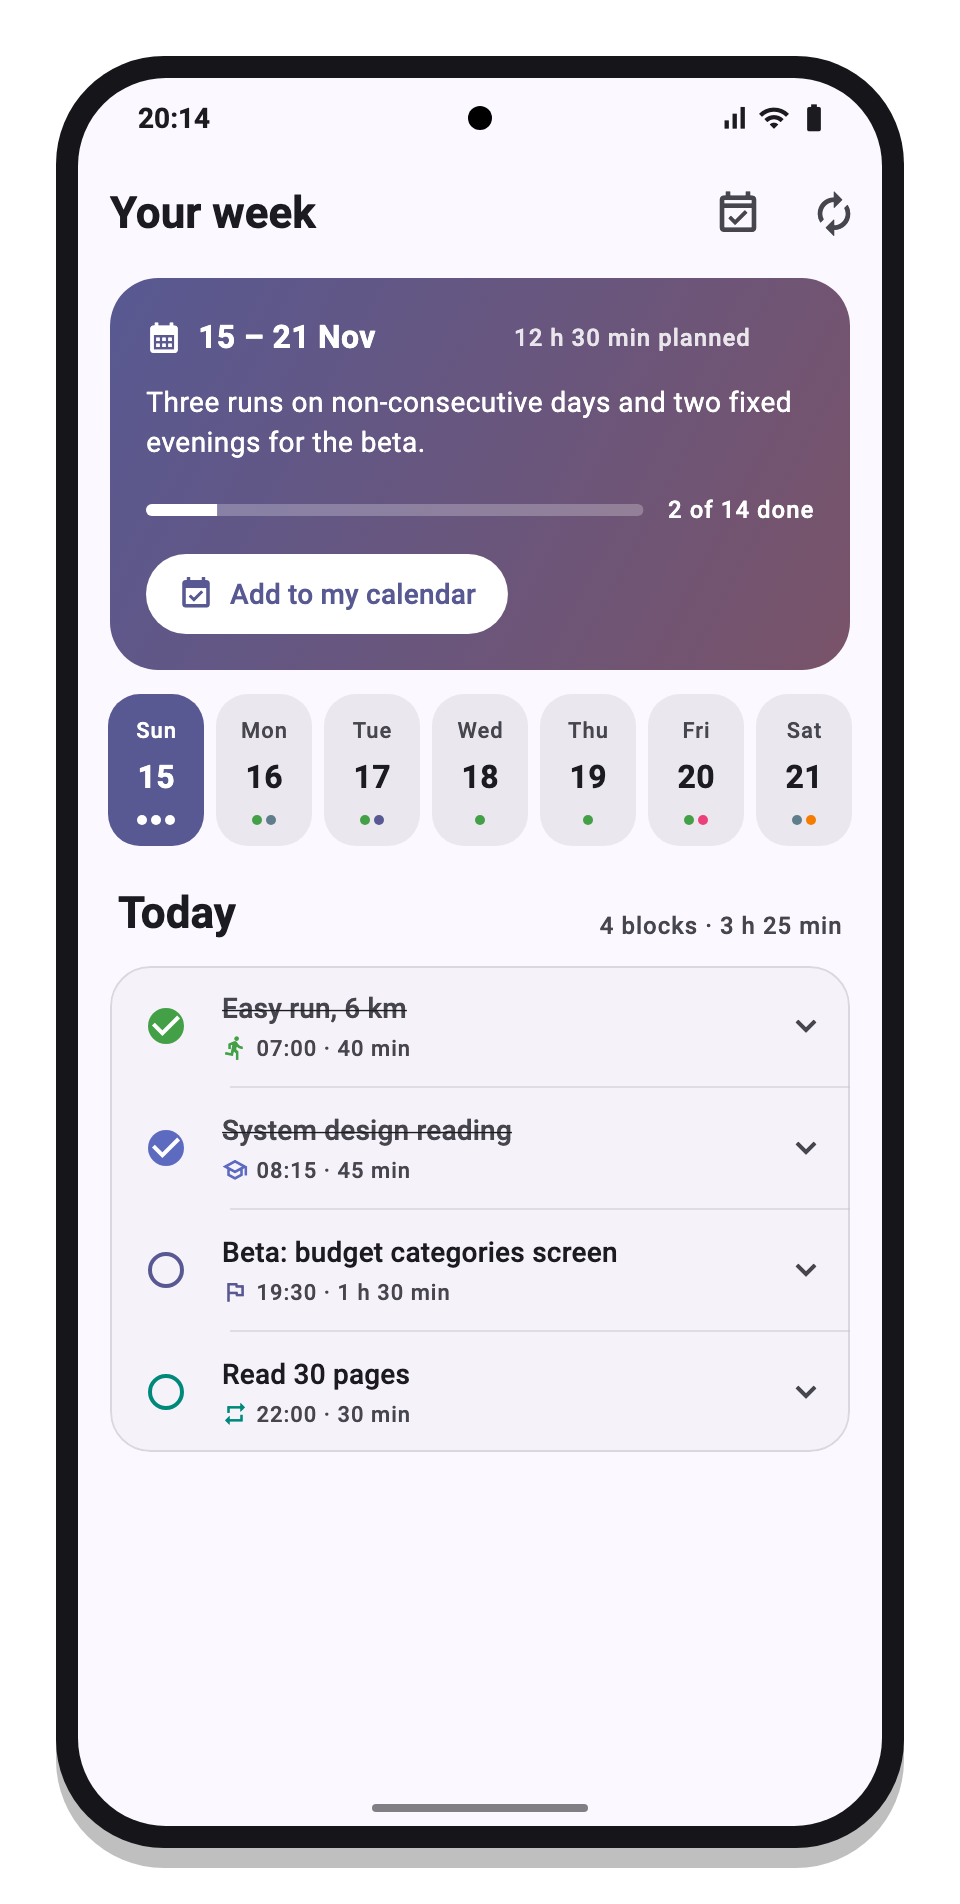 20:14
Your week
15 – 21 Nov
12 h 30 min planned
Three runs on non-consecutive days and two fixed
evenings for the beta.
2 of 14 done
Add to my calendar
Sun Mon Tue Wed Thu Fri Sat
15 16 17 18 19 20 21
Today
4 blocks · 3 h 25 min
Easy run, 6 km
07:00 · 40 min
System design reading
08:15 · 45 min
Beta: budget categories screen
19:30 · 1 h 30 min
Read 30 pages
22:00 · 30 min